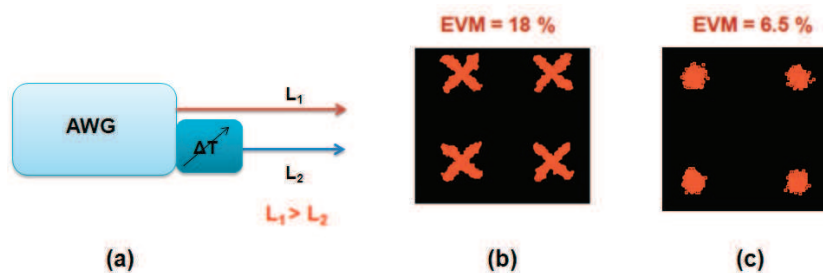 EVM = 18 %
EVM = 6.5 %
AWG
L1
ΔT
L2
L1 > L2
(a)
(b)
(c)